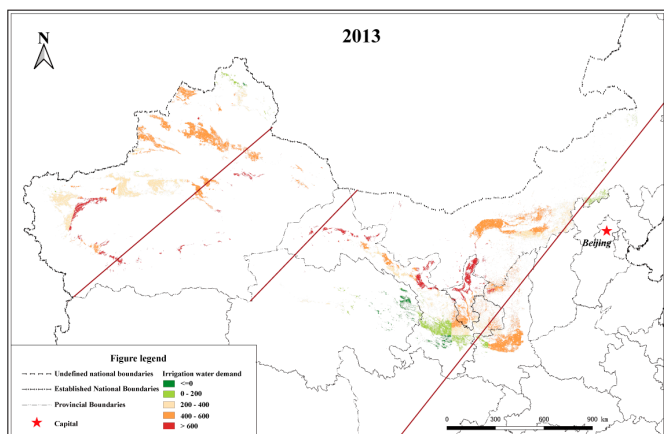 2013
N
Beijing
Figure legend
Undefined national boundaries
Established National Boundaries
Provincial Boundaries
Capital
Irrigation water demand
<=0
0 - 200
200 - 400
400 - 600
> 600
0 300 600 900 km